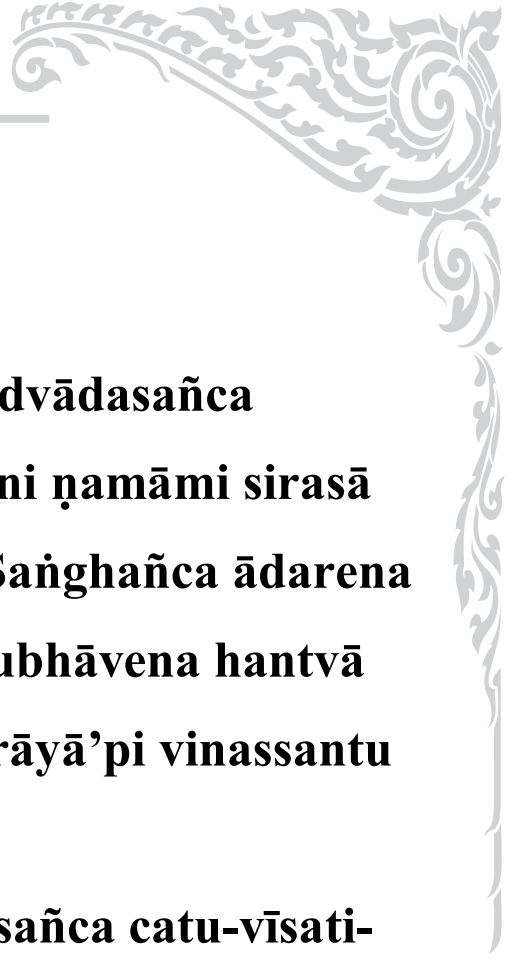 dvādasañca
ni ṇamāmi sirasā
Saṅghañca ādarena
ubhāvena hantvā
rāyā’pi vinassantu
sañca catu-vīsati-